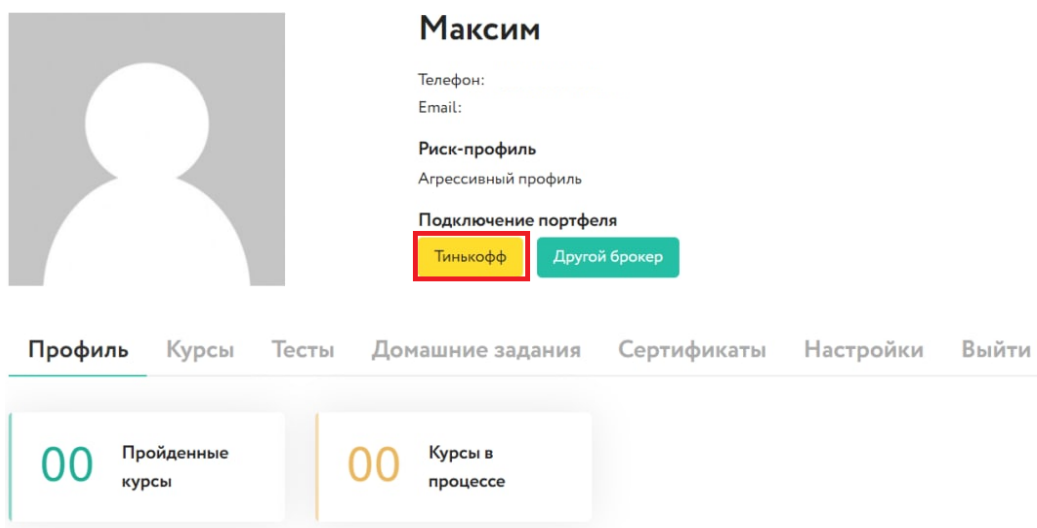 Максим
Телефон:
Email:
Риск-профиль
Агрессивный профиль
Подключение портфеля
Тинькофф Другой брокер
Профиль Курсы Тесты Домашние задания Сертификаты Настройки Выйти
00 Пройденные курсы
00 Курсы в процессе